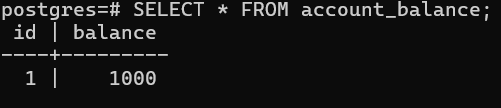 postgres=# SELECT * FROM account_balance;
 id | balance
----+---------
  1 |    1000